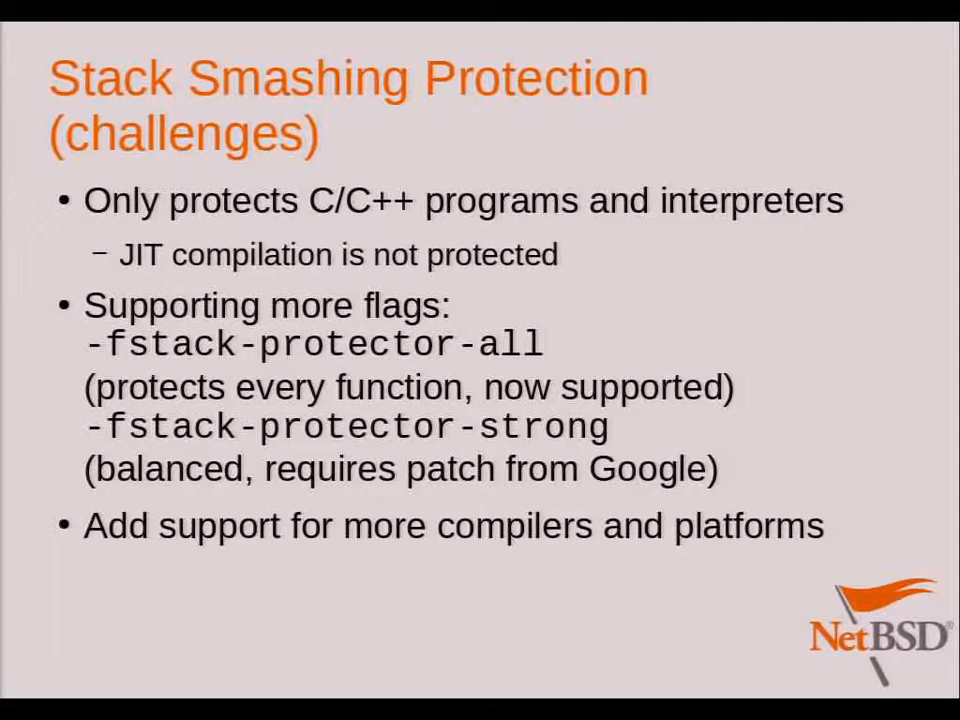 Stack Smashing Protection
(challenges)
• Only protects C/C++ programs and interpreters
– JIT compilation is not protected
• Supporting more flags:
-fstack-protector-all
(protects every function, now supported)
-fstack-protector-strong
(balanced, requires patch from Google)
• Add support for more compilers and platforms
NetBSD®